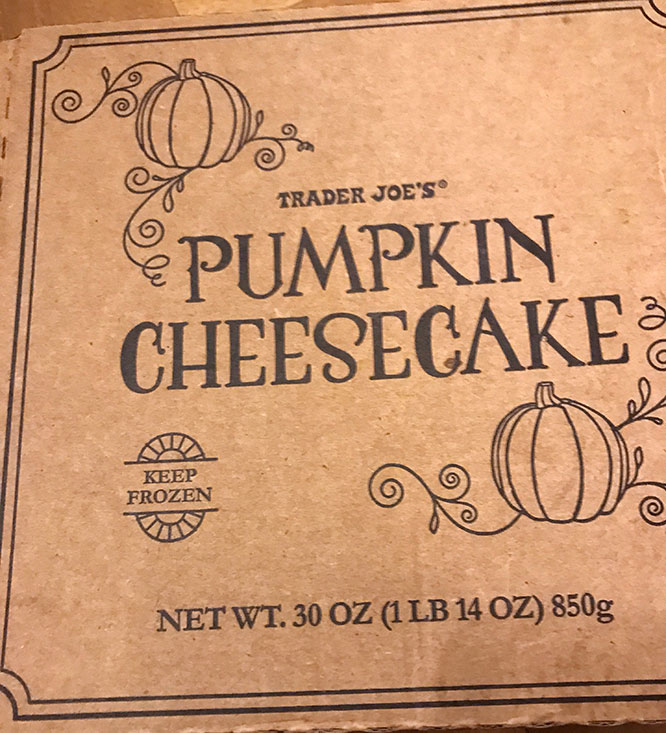 TRADER JOE'S®
PUMPKIN
CHEESECAKE
KEEP
FROZEN
NET WT. 30 OZ (1 LB 14 OZ) 850g